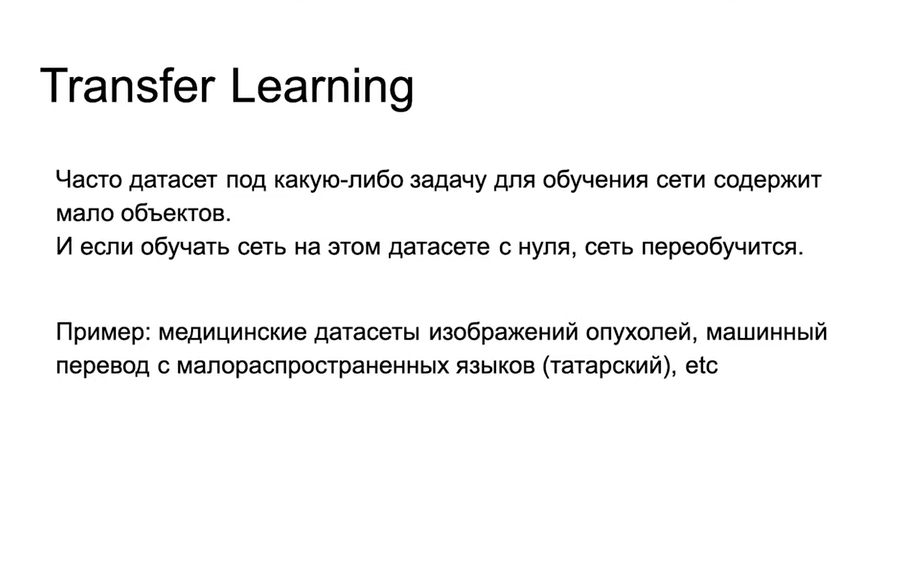 Transfer Learning
Часто датасет под какую-либо задачу для обучения сети содержит
мало объектов.
И если обучать сеть на этом датасете с нуля, сеть переобучится.
Пример: медицинские датасеты изображений опухолей, машинный
перевод с малораспространенных языков (татарский), etc